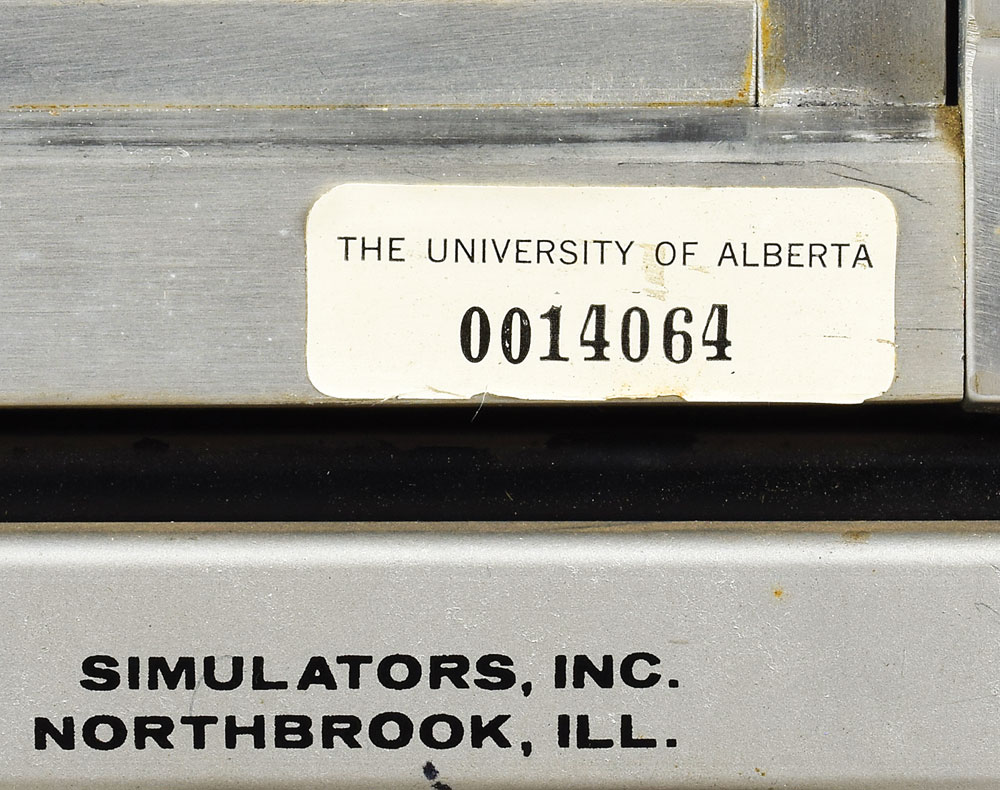 THE UNIVERSITY OF ALBERTA
0014064
SIMULATORS, INC.
NORTHBROOK, ILL.